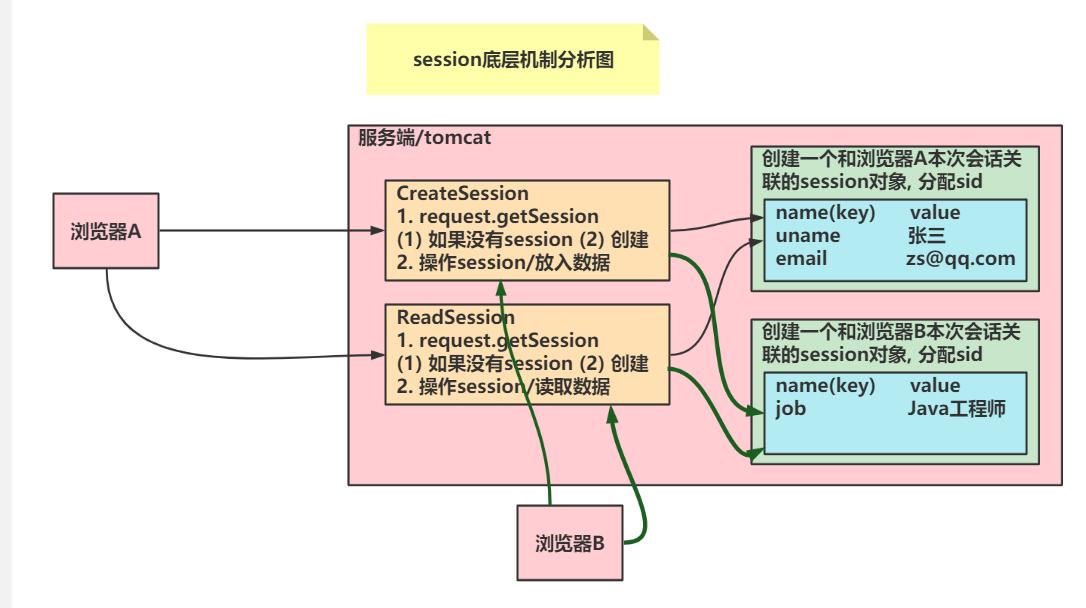 session底层机制分析图
服务端/tomcat
浏览器A
CreateSession
1. request.getSession
(1) 如果没有session (2) 创建
2. 操作session/放入数据
ReadSession
1. request.getSession
(1) 如果没有session (2) 创建
2. 操作session/读取数据
创建一个和浏览器A本次会话关
联的session对象, 分配sid
name(key) value
uname 张三
email zs@qq.com
创建一个和浏览器B本次会话关
联的session对象, 分配sid
name(key) value
job Java工程师
浏览器B